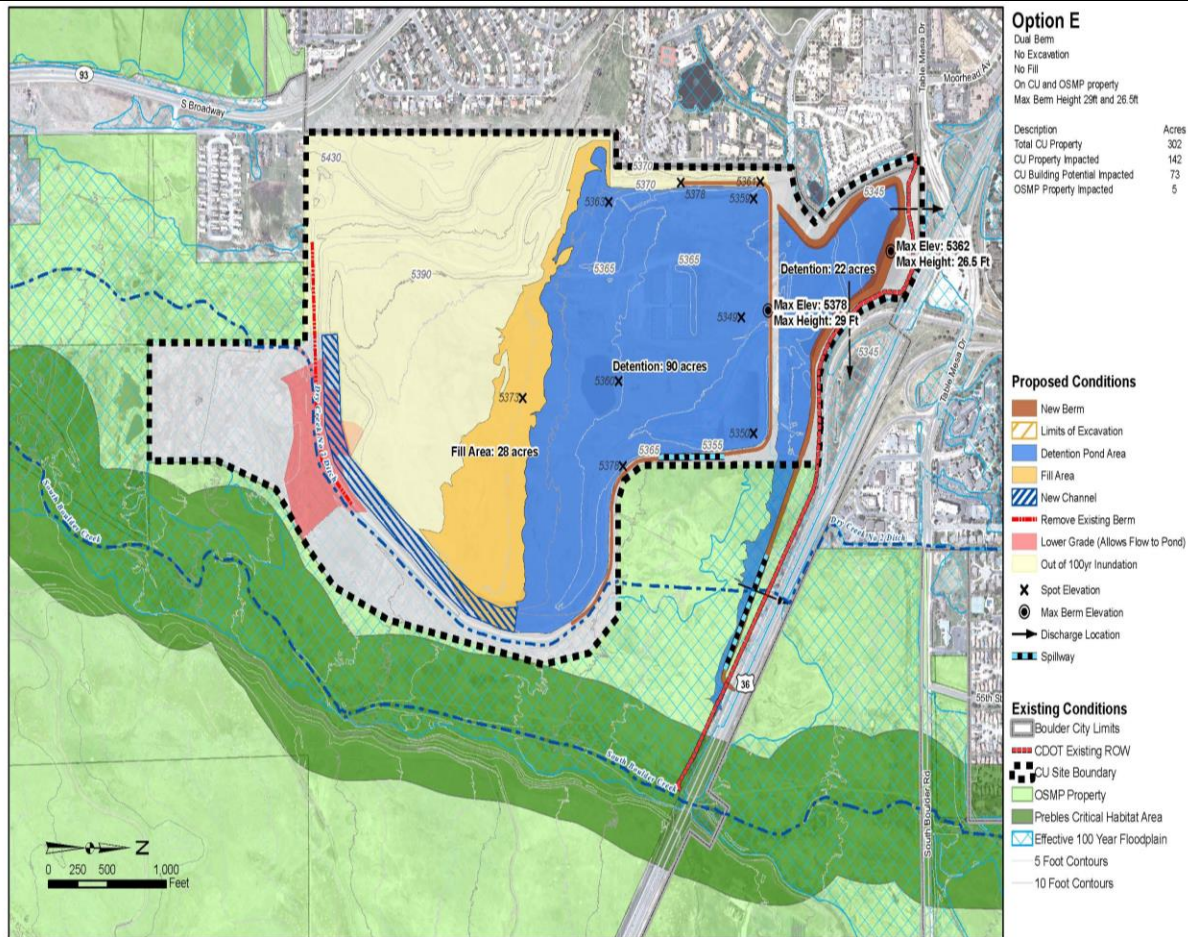 Option E
Dual Berm
No Excavation
No Fill
On CU and OSMP property
Max Berm Height 29ft and 26.5ft
Description Acres
Total CU Property 302
CU Property Impacted 142
CU Building Potential Impacted 73
OSMP Property Impacted 5
Proposed Conditions
New Berm
Limits of Excavation
Detention Pond Area
Fill Area
New Channel
Remove Existing Berm
Lower Grade (Allows Flow to Pond)
Out of 100yr Inundation
Spot Elevation
Max Berm Elevation
Discharge Location
Spillway
Existing Conditions
Boulder City Limits
CDOT Existing ROW
CU Site Boundary
OSMP Property
Prebles Critical Habitat Area
Effective 100 Year Floodplain
5 Foot Contours
10 Foot Contours
93
S Broadway
Table Mesa Dr
Moorhead Av
5430
5370
5370
5378
5361
5359
5345
5363
5365
5365
5390
Detention: 22 acres
Max Elev: 5362
Max Height: 26.5 Ft
Max Elev: 5378
Max Height: 29 Ft
5349
5345
Table Mesa Dr
Detention: 90 acres
5360
5373
Fill Area: 28 acres
5350
5355
5365
5378
Dry Creek No 2 Ditch
Dry Creek No 2 Ditch
South Boulder Creek
36
55th St
South Boulder Creek
South Boulder Rd
N
0 250 500 1,000
Feet